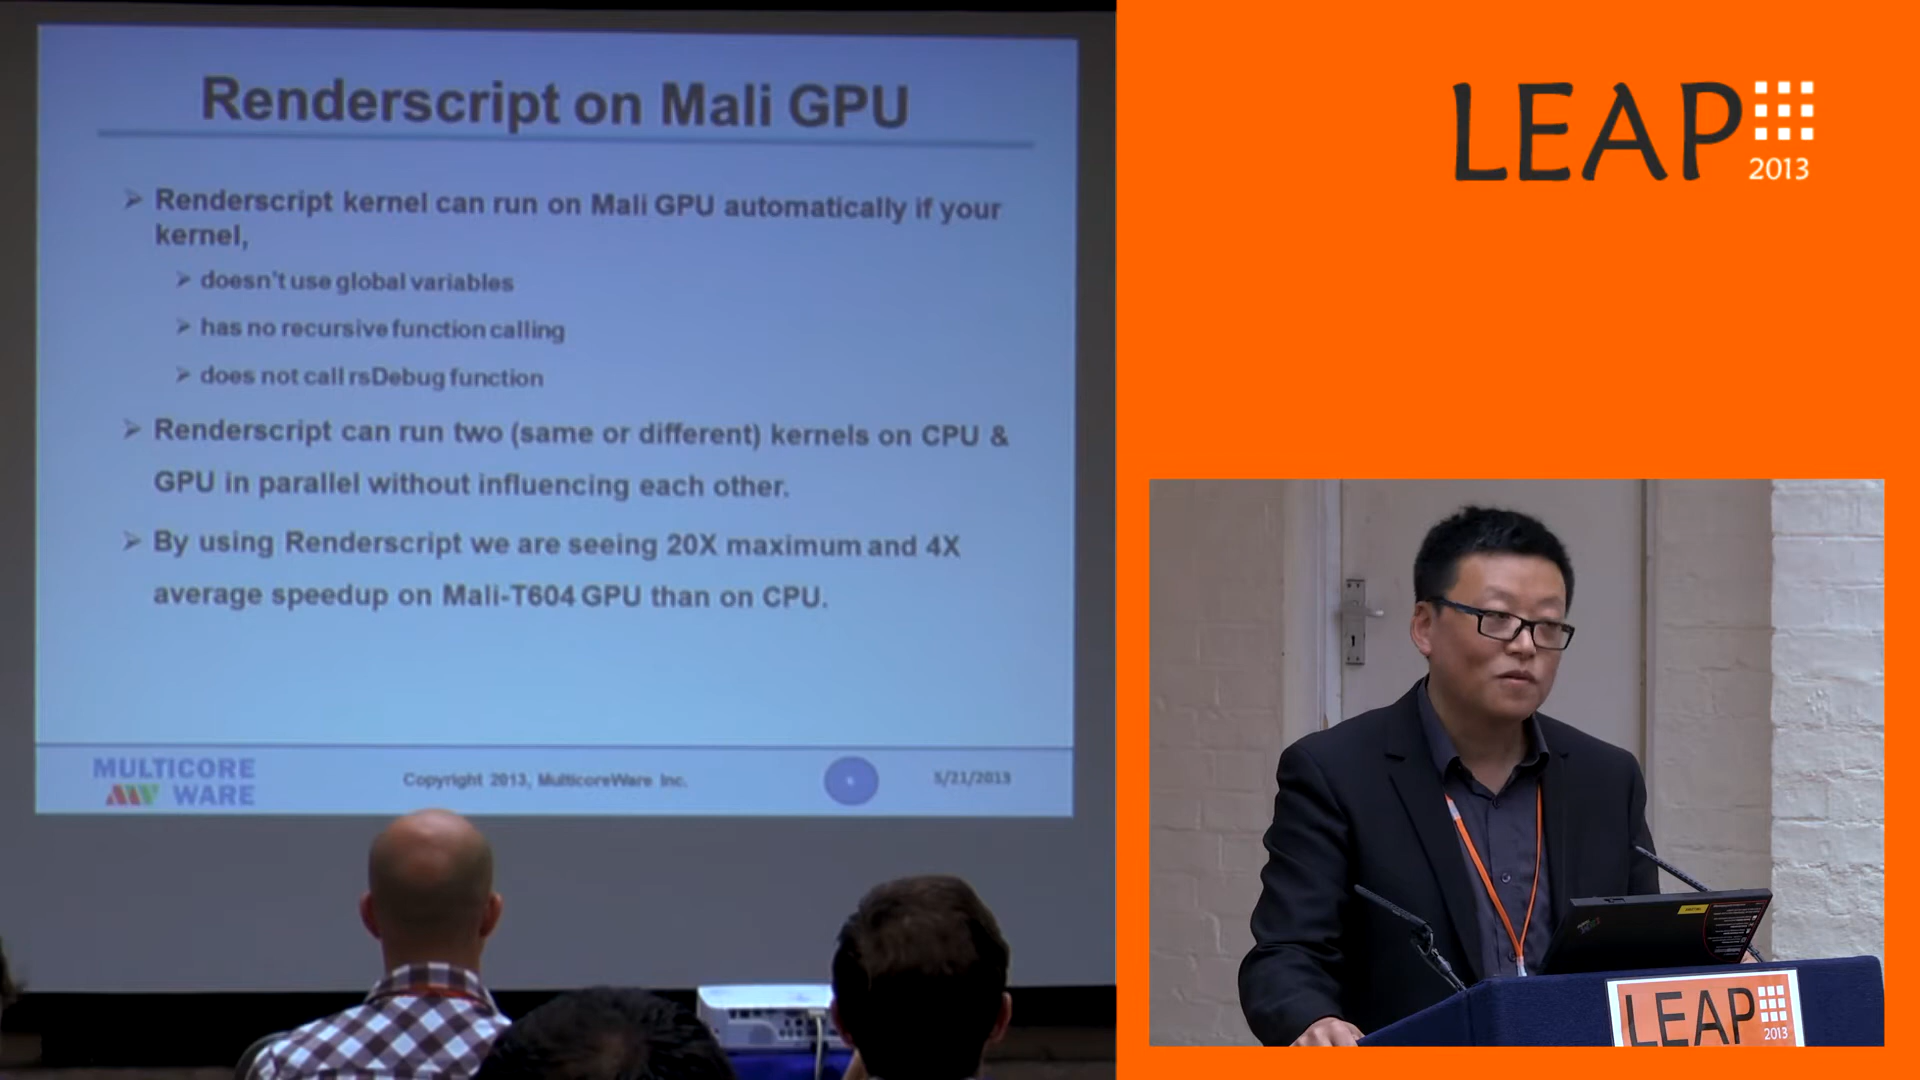 Renderscript on Mali GPU
Renderscript kernel can run on Mali GPU automatically if your
kernel,
doesn't use global variables
has no recursive function calling
does not call rsDebug function
Renderscript can run two (same or different) kernels on CPU &
GPU in parallel without influencing each other.
By using Renderscript we are seeing 20X maximum and 4X
average speedup on Mali-T604 GPU than on CPU.
MULTICORE
WARE
Copyright 2013, MulticoreWare Inc.
5/21/2013
LEAP
2013
LEAP
2013